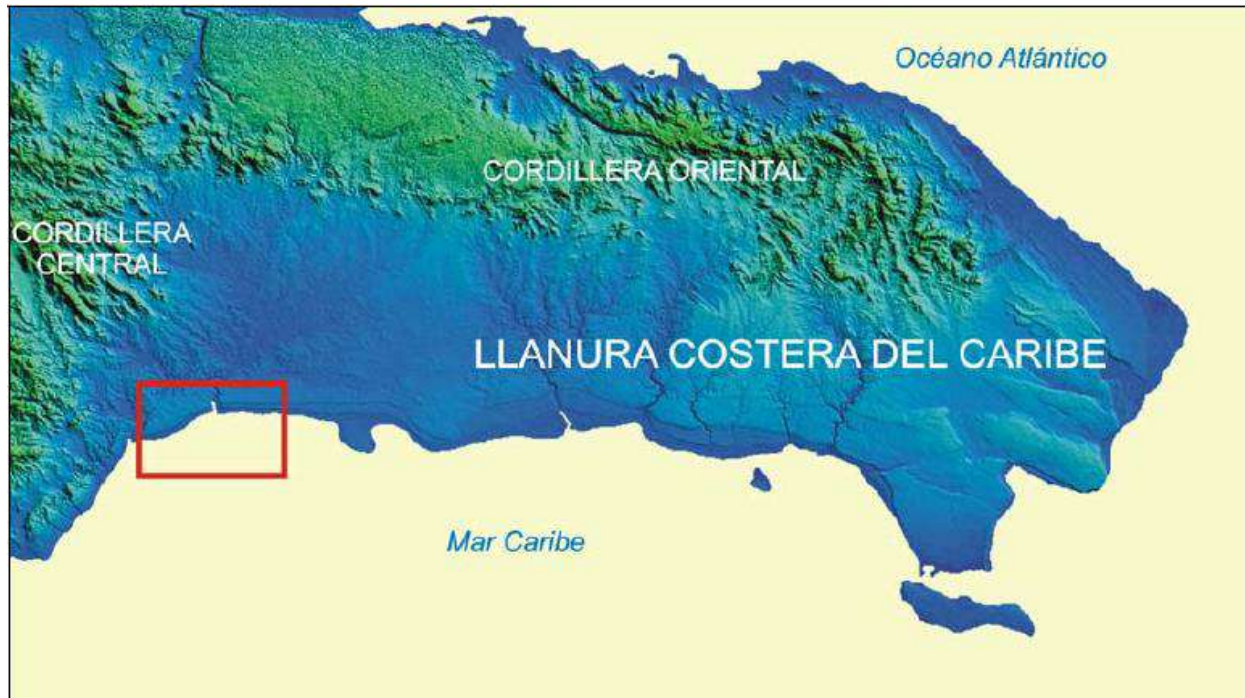 Océano Atlántico
CORDILLERA ORIENTAL
CORDILLERA
CENTRAL
LLANURA COSTERA DEL CARIBE
Mar Caribe